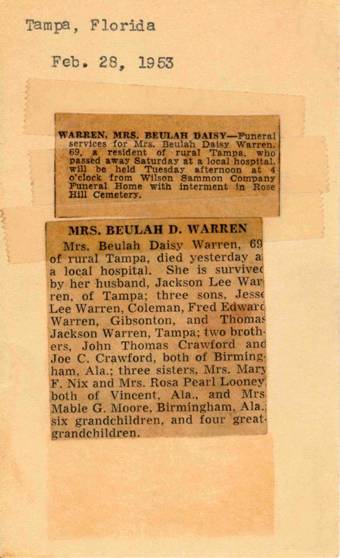 Tampa, Florida
Feb. 28, 1953
WARREN, MRS. BEULAH DAISY—Funeral
services for Mrs. Beulah Daisy Warren,
69, a resident of rural Tampa, who
passed away Saturday at a local hospital,
will be held Tuesday afternoon at 4
o'clock from Wilson Sammon Company
Funeral Home with interment in Rose
Hill Cemetery.
MRS. BEULAH D. WARREN
Mrs. Beulah Daisy Warren, 69
of rural Tampa, died yesterday a
a local hospital. She is survived
by her husband, Jackson Lee War
ren, of Tampa; three sons, Jesse
Lee Warren, Coleman, Fred Edward
Warren, Gibsonton, and Thomas
Jackson Warren, Tampa; two broth-
ers, John Thomas Crawford and
Joe C. Crawford, both of Birming-
ham, Ala.; three sisters, Mrs. Mary
F. Nix and Mrs. Rosa Pearl Looney
both of Vincent, Ala., and Mrs
Mable G. Moore, Birmingham, Ala.;
six grandchildren, and four great-
grandchildren.